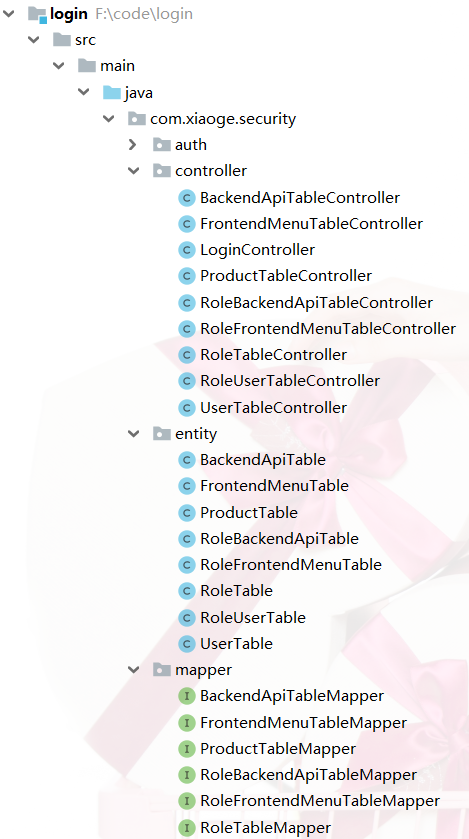 login F:\code\login
src
main
java
com.xiaoge.security
auth
controller
C BackendApiTableController
C FrontendMenuTableController
C LoginController
C ProductTableController
C RoleBackendApiTableController
C RoleFrontendMenuTableController
C RoleTableController
C RoleUserTableController
C UserTableController
entity
C BackendApiTable
C FrontendMenuTable
C ProductTable
C RoleBackendApiTable
C RoleFrontendMenuTable
C RoleTable
C RoleUserTable
C UserTable
mapper
I BackendApiTableMapper
I FrontendMenuTableMapper
I ProductTableMapper
I RoleBackendApiTableMapper
I RoleFrontendMenuTableMapper
I RoleTableMapper